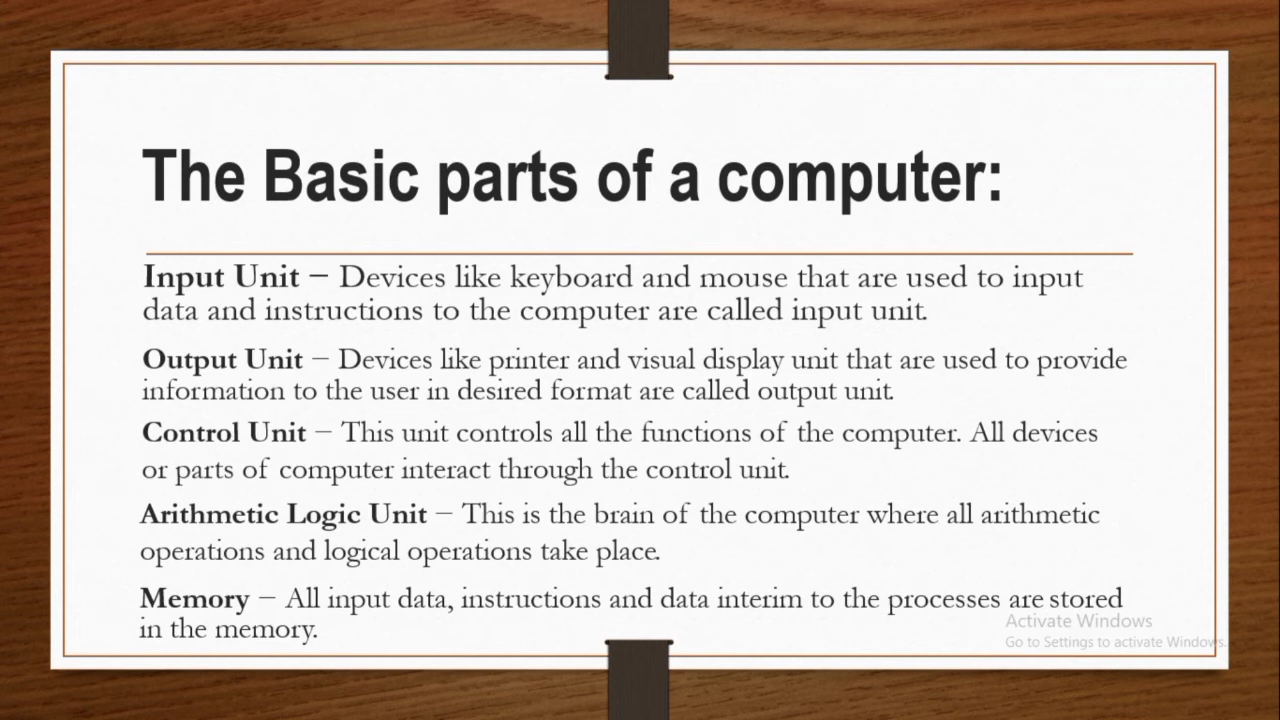 The Basic parts of a computer:
Input Unit – Devices like keyboard and mouse that are used to input
data and instructions to the computer are called input unit.
Output Unit – Devices like printer and visual display unit that are used to provide
information to the user in desired format are called output unit.
Control Unit – This unit controls all the functions of the computer. All devices
or parts of computer interact through the control unit.
Arithmetic Logic Unit – This is the brain of the computer where all arithmetic
operations and logical operations take place.
Memory – All input data, instructions and data interim to the processes are stored
in the memory.
Activate Windows
Go to Settings to activate Windows.